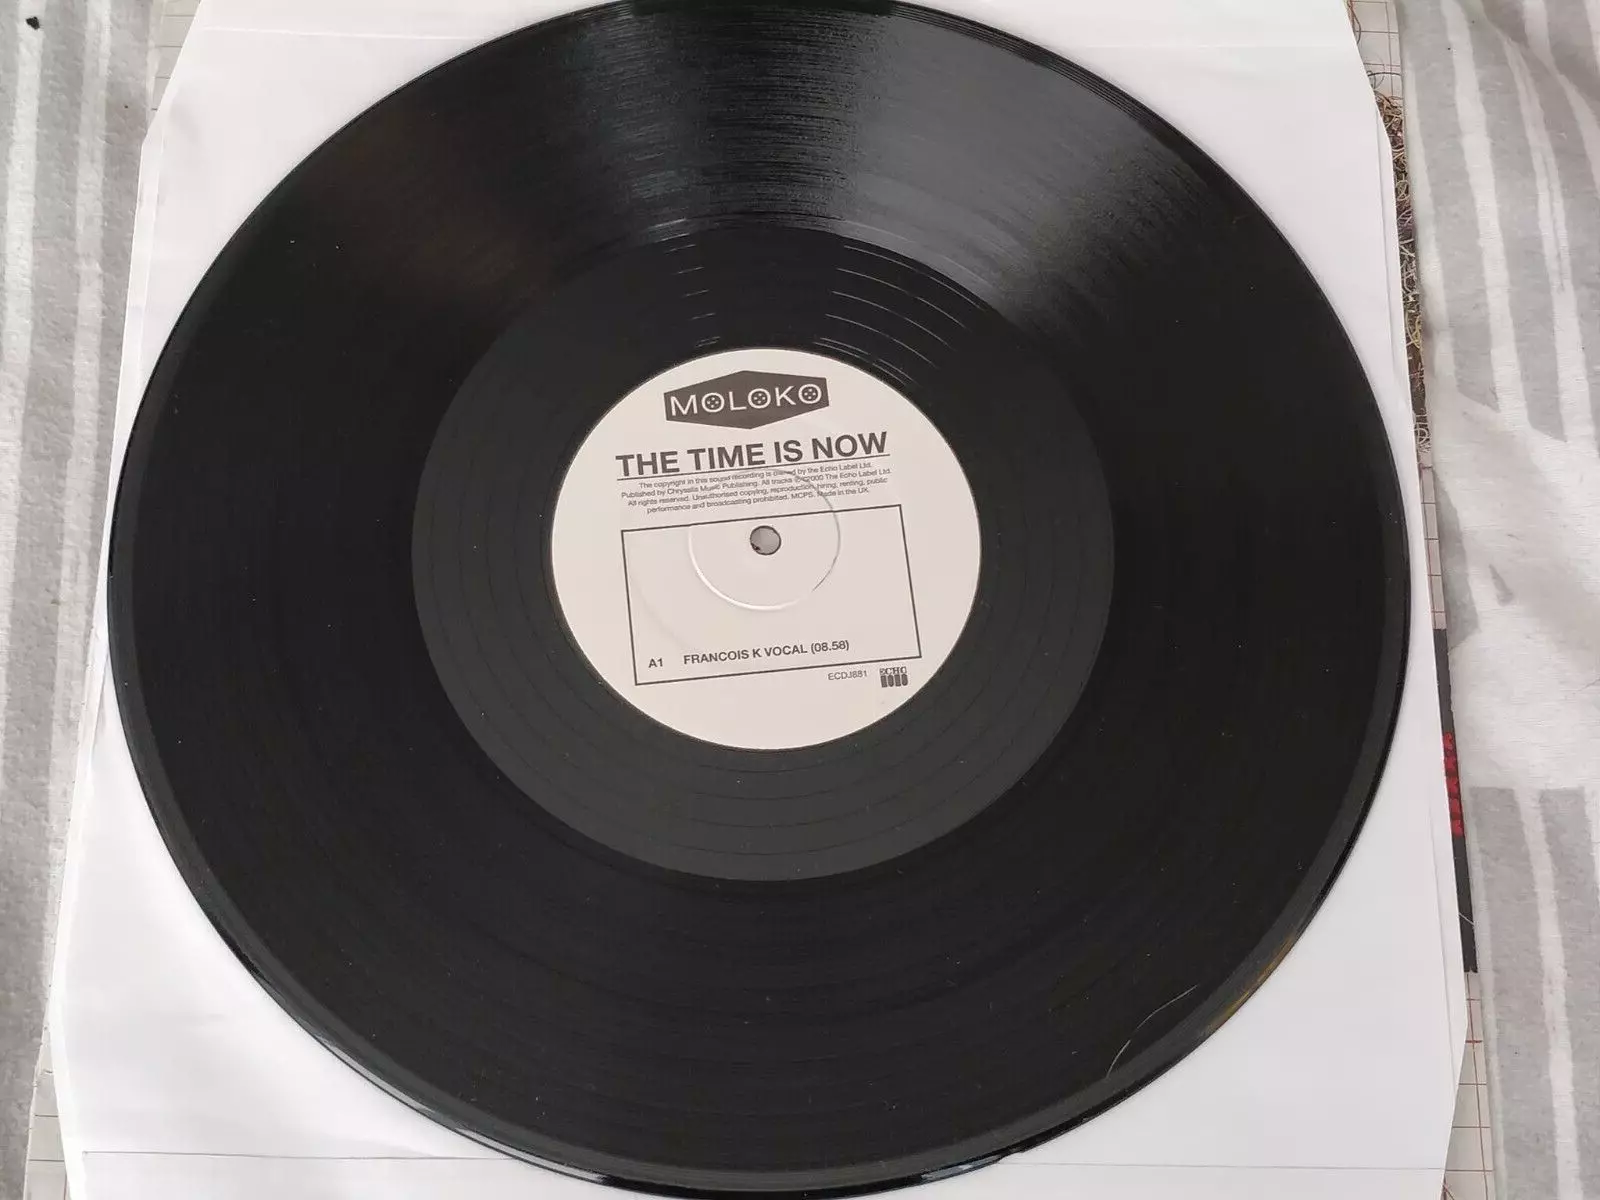 MOLOKO
THE TIME IS NOW
The copyright in this sound recording is owned by the Echo Label Ltd.
Published by Chrysalis Music Publishing. All tracks ℗©2000 The Echo Label Ltd.
All rights reserved. Unauthorised copying, reproduction, hiring, renting, public
performance and broadcasting prohibited. MCPS. Made in the UK.
A1 FRANCOIS K VOCAL (08.58)
ECDJ881 ECHO